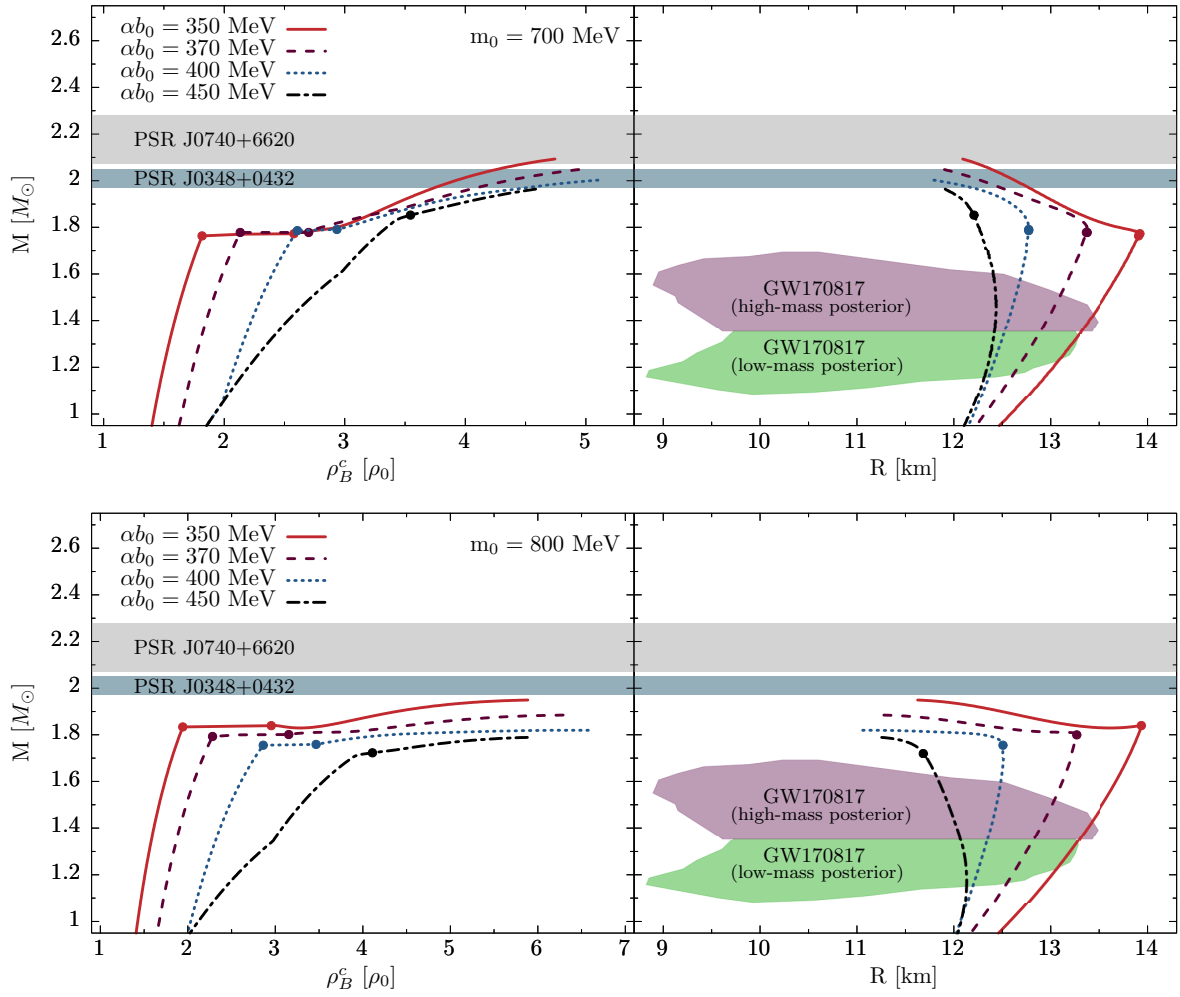 αb₀ = 350 MeV
αb₀ = 370 MeV
αb₀ = 400 MeV
αb₀ = 450 MeV
m₀ = 700 MeV
PSR J0740+6620
PSR J0348+0432
GW170817
(high-mass posterior)
GW170817
(low-mass posterior)
M [M⊙]
2.6
2.4
2.2
2
1.8
1.6
1.4
1.2
1
1 2 3 4 5
9 10 11 12 13 14
ρ_B^c [ρ₀]
R [km]
αb₀ = 350 MeV
αb₀ = 370 MeV
αb₀ = 400 MeV
αb₀ = 450 MeV
m₀ = 800 MeV
PSR J0740+6620
PSR J0348+0432
GW170817
(high-mass posterior)
GW170817
(low-mass posterior)
M [M⊙]
2.6
2.4
2.2
2
1.8
1.6
1.4
1.2
1
1 2 3 4 5 6 7
9 10 11 12 13 14
ρ_B^c [ρ₀]
R [km]